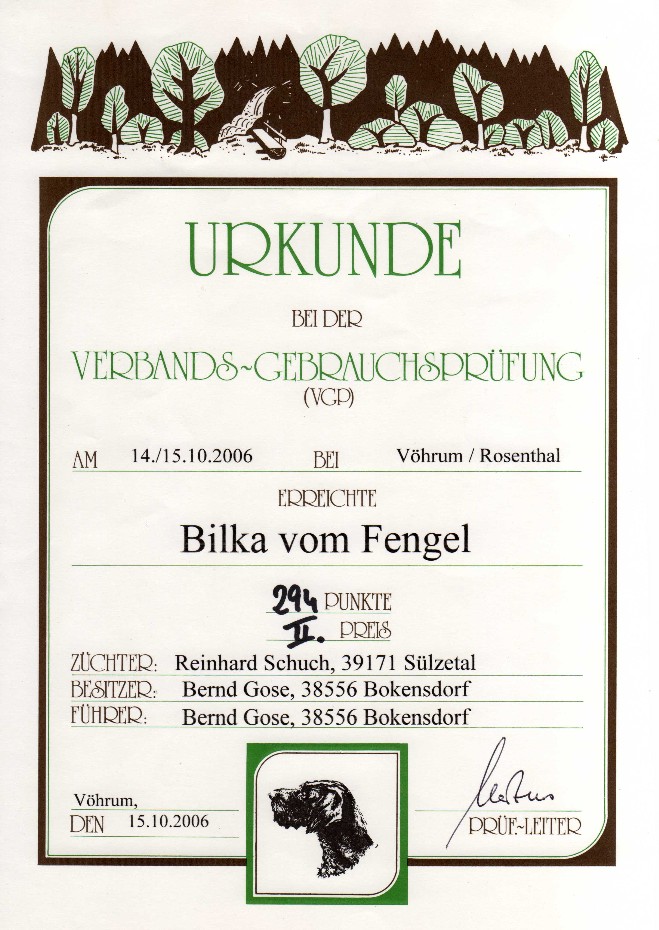 URKUNDE
BEI DER
VERBANDS~GEBRAUCHSPRÜFUNG
(VGP)
AM 14./15.10.2006 BEI Vöhrum / Rosenthal
ERREICHTE
Bilka vom Fengel
294 PUNKTE
II. PREIS
ZÜCHTER: Reinhard Schuch, 39171 Sülzetal
BESITZER: Bernd Gose, 38556 Bokensdorf
FÜHRER: Bernd Gose, 38556 Bokensdorf
Vöhrum,
DEN 15.10.2006
PRÜF~LEITER